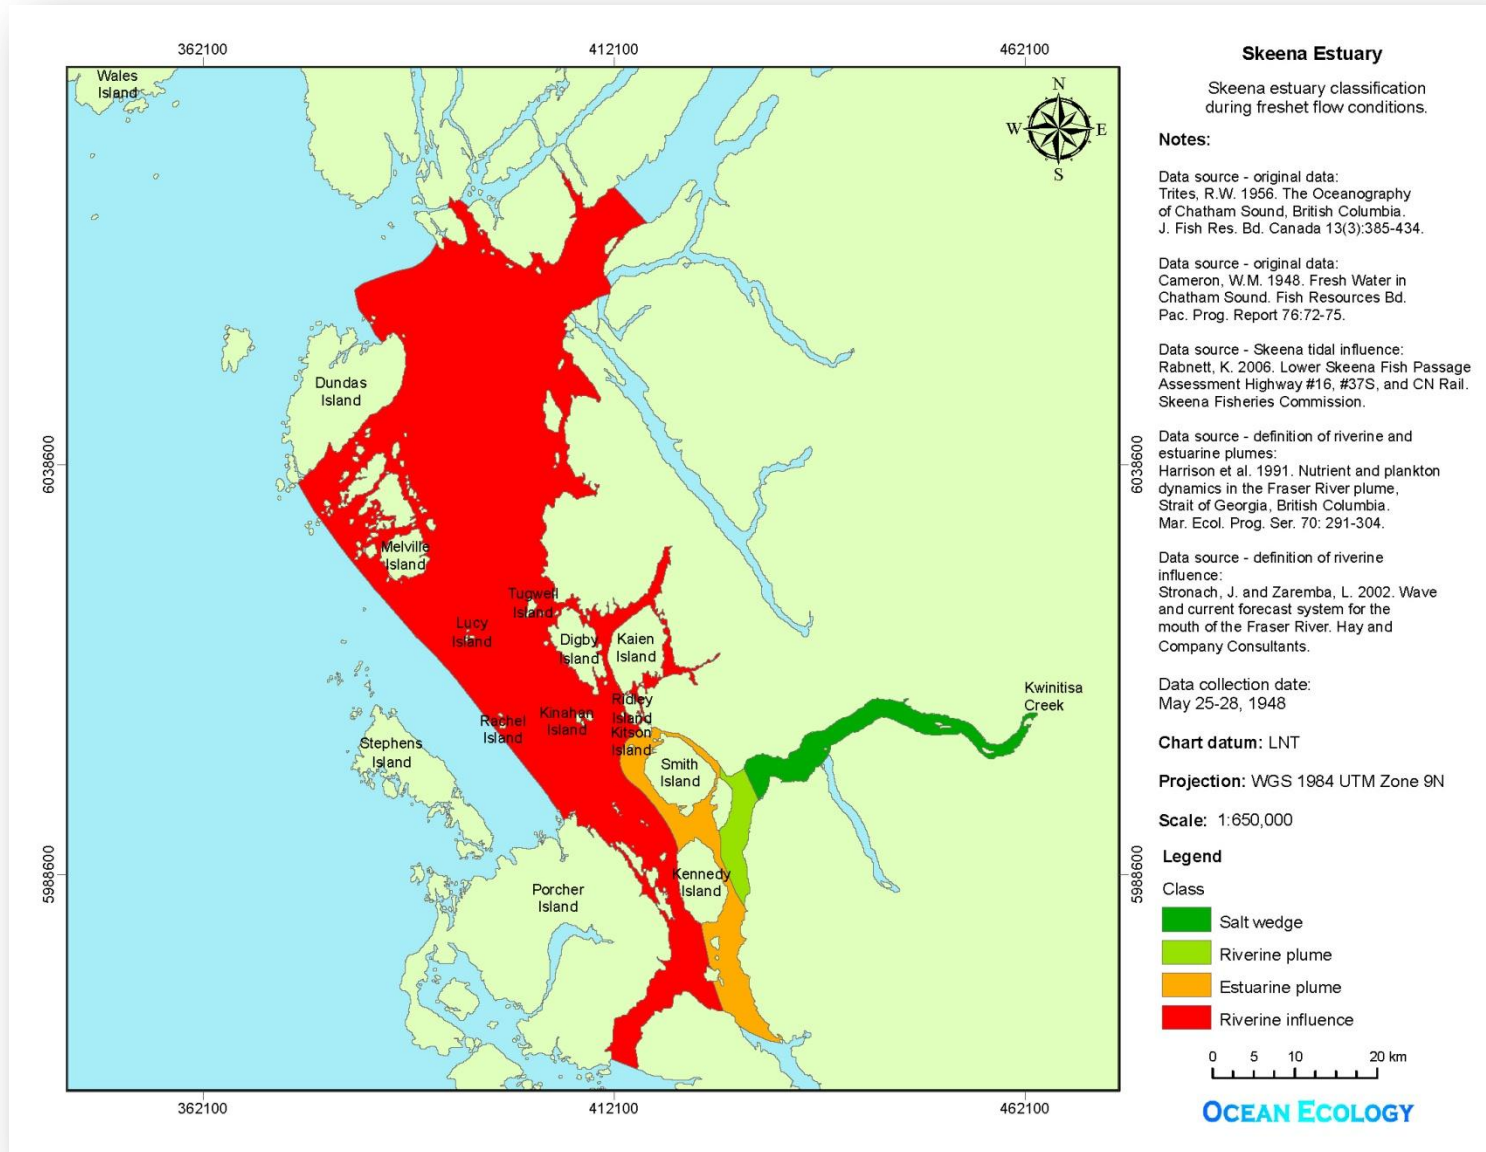 362100
412100
462100
Wales
Island
N
W
E
S
Dundas
Island
6038600
6038600
Melville
Island
Tugwell
Island
Lucy
Island
Digby
Island
Kaien
Island
Ridley
Island
Rachel
Island
Kinahan
Island
Kitson
Island
Kwinitisa
Creek
Stephens
Island
Smith
Island
5988600
5988600
Kennedy
Island
Porcher
Island
362100
412100
462100
Skeena Estuary
Skeena estuary classification
during freshet flow conditions.
Notes:
Data source - original data:
Trites, R.W. 1956. The Oceanography
of Chatham Sound, British Columbia.
J. Fish Res. Bd. Canada 13(3):385-434.
Data source - original data:
Cameron, W.M. 1948. Fresh Water in
Chatham Sound. Fish Resources Bd.
Pac. Prog. Report 76:72-75.
Data source - Skeena tidal influence:
Rabnett, K. 2006. Lower Skeena Fish Passage
Assessment Highway #16, #37S, and CN Rail.
Skeena Fisheries Commission.
Data source - definition of riverine and
estuarine plumes:
Harrison et al. 1991. Nutrient and plankton
dynamics in the Fraser River plume,
Strait of Georgia, British Columbia.
Mar. Ecol. Prog. Ser. 70: 291-304.
Data source - definition of riverine
influence:
Stronach, J. and Zaremba, L. 2002. Wave
and current forecast system for the
mouth of the Fraser River. Hay and
Company Consultants.
Data collection date:
May 25-28, 1948
Chart datum: LNT
Projection: WGS 1984 UTM Zone 9N
Scale: 1:650,000
Legend
Class
Salt wedge
Riverine plume
Estuarine plume
Riverine influence
0 5 10 20 km
OCEAN ECOLOGY